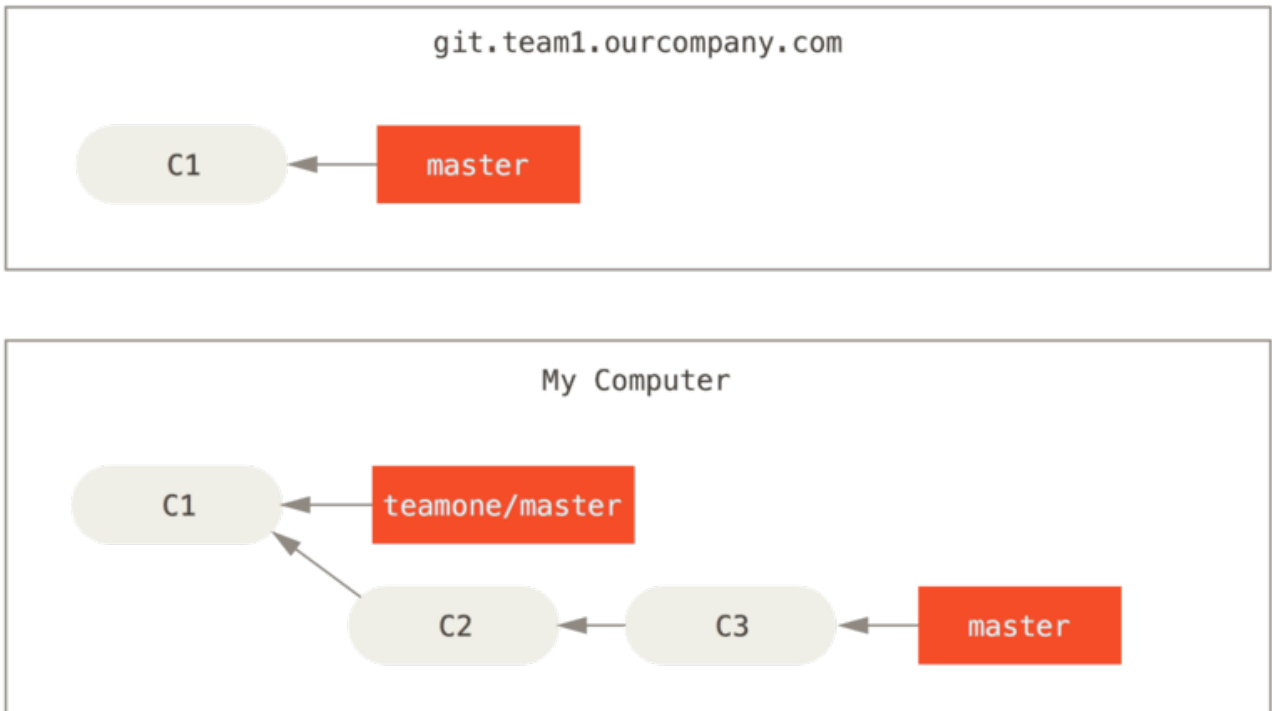 git.team1.ourcompany.com
C1 master
My Computer
C1 teamone/master
C2 C3 master